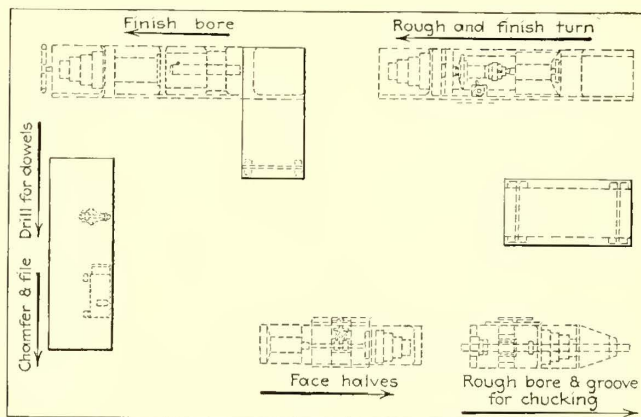 Finish bore
Rough and finish turn
Drill for dowels
Chamfer & file
Face halves
Rough bore & groove
for chucking